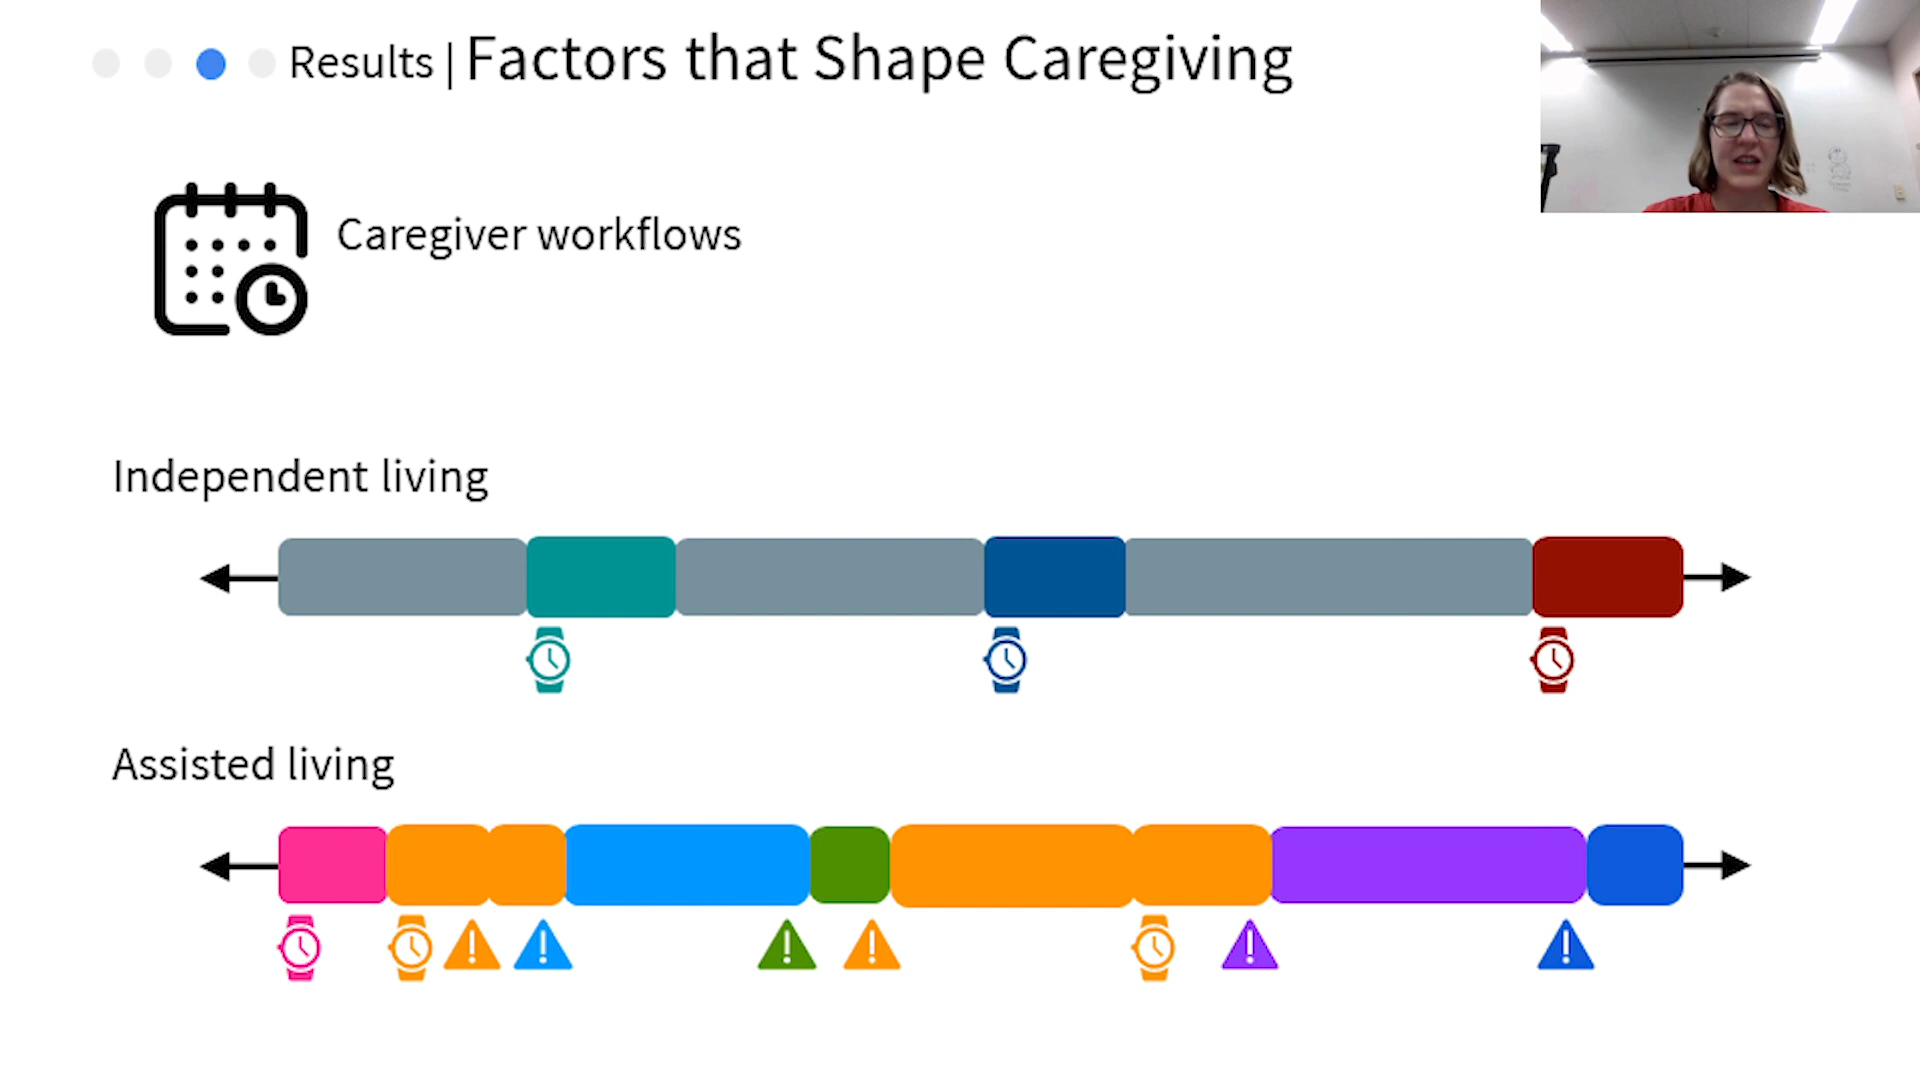 Results | Factors that Shape Caregiving
Caregiver workflows
Independent living
Assisted living